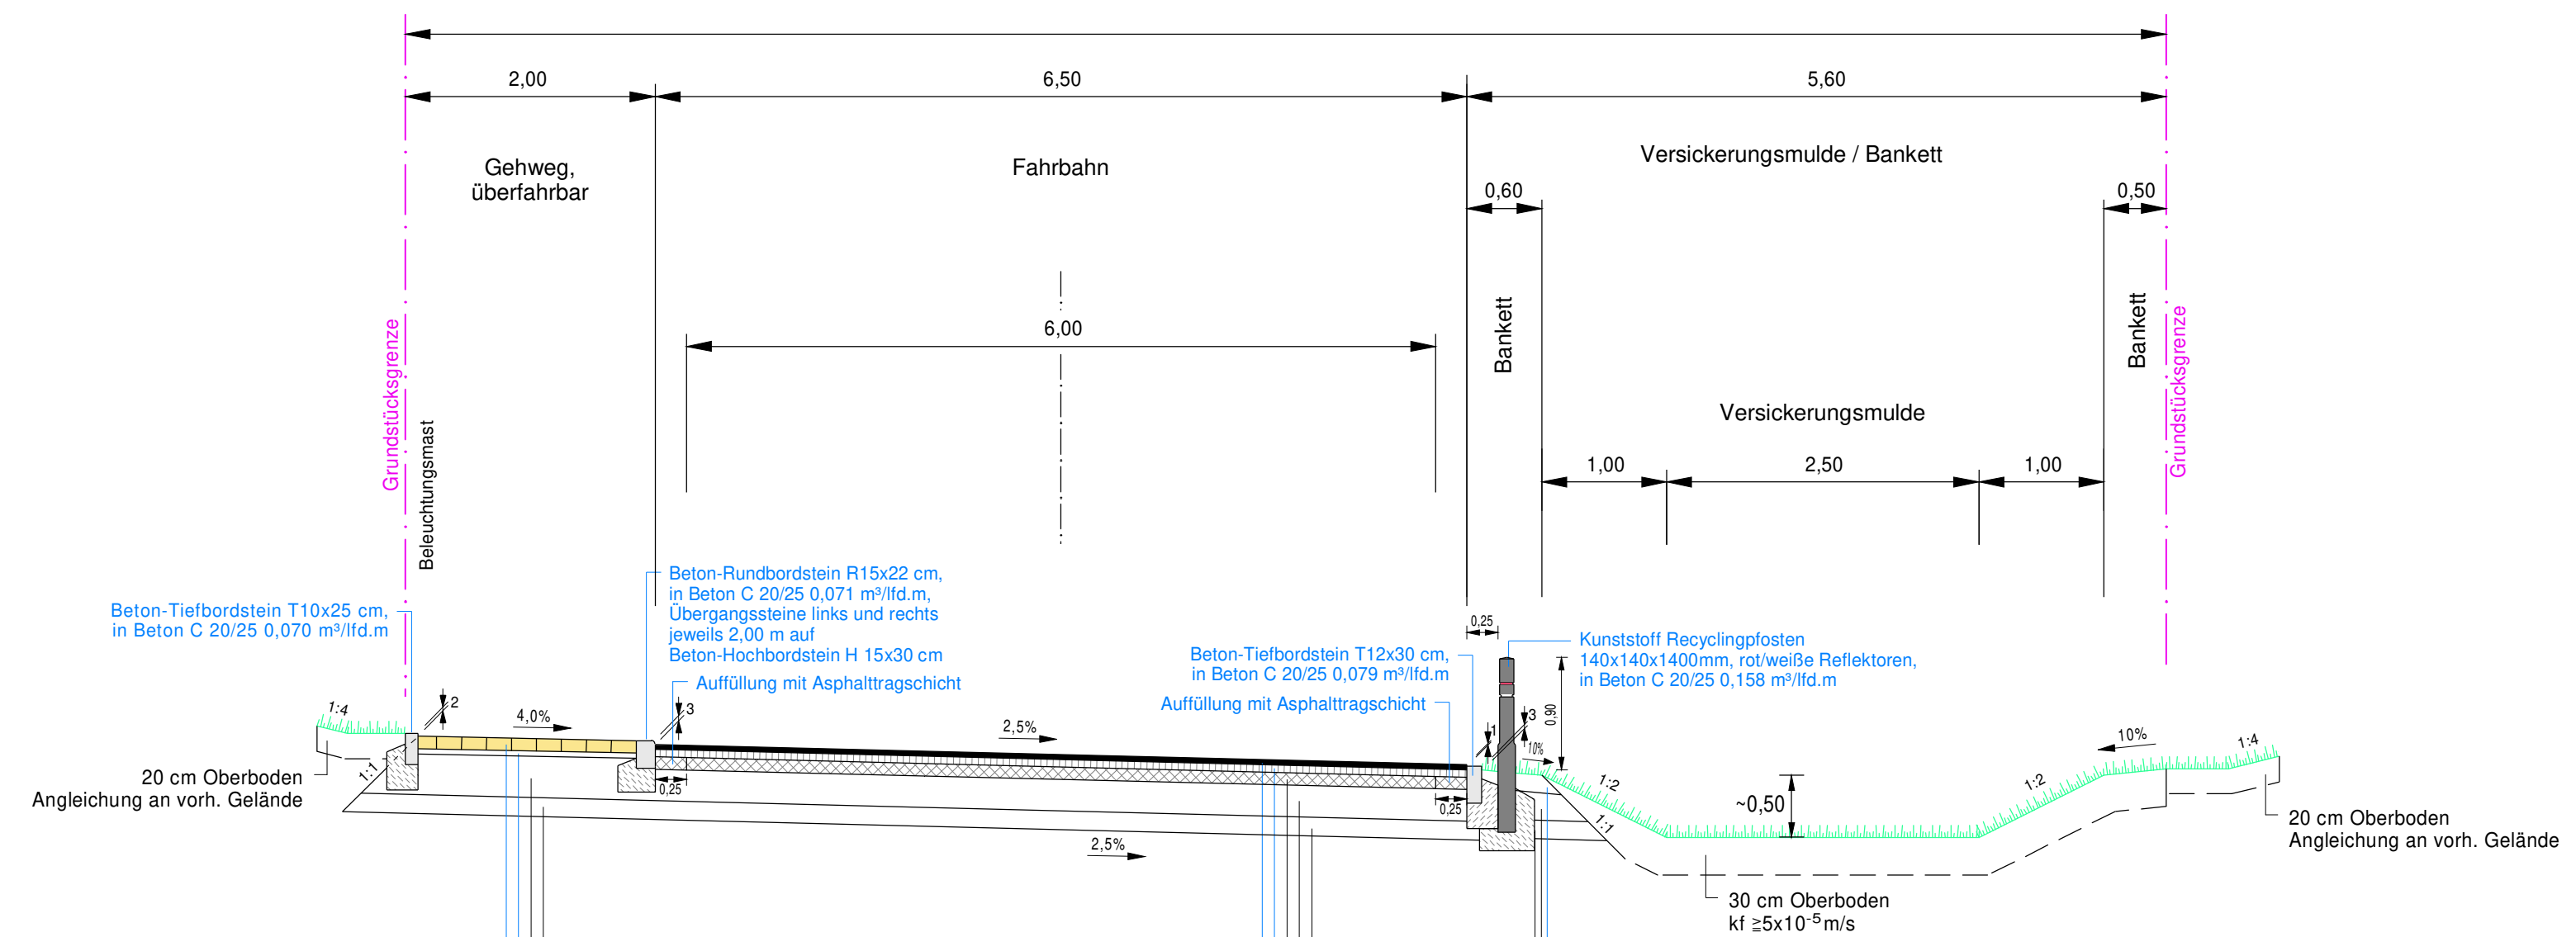 2,00
6,50
5,60
Gehweg,
überfahrbar
Fahrbahn
Versickerungsmulde / Bankett
0,60
0,50
Bankett
Bankett
Grundstücksgrenze
Grundstücksgrenze
6,00
Versickerungsmulde
Beleuchtungsmast
1,00
2,50
1,00
Beton-Tiefbordstein T10x25 cm,
in Beton C 20/25 0,070 m³/lfd.m
Beton-Rundbordstein R15x22 cm,
in Beton C 20/25 0,071 m³/lfd.m,
Übergangssteine links und rechts
jeweils 2,00 m auf
Beton-Hochbordstein H 15x30 cm
Auffüllung mit Asphalttragschicht
0,25
Beton-Tiefbordstein T12x30 cm,
in Beton C 20/25 0,079 m³/lfd.m
Auffüllung mit Asphalttragschicht
Kunststoff Recyclingpfosten
140x140x1400mm, rot/weiße Reflektoren,
in Beton C 20/25 0,158 m³/lfd.m
1:4
2
4,0%
3
2,5%
1
3
0,90
10%
10%
1:4
1:1
0,25
0,25
1:2
1:1
~0,50
1:2
20 cm Oberboden
Angleichung an vorh. Gelände
2,5%
20 cm Oberboden
Angleichung an vorh. Gelände
30 cm Oberboden
kf ≧5x10⁻⁵m/s